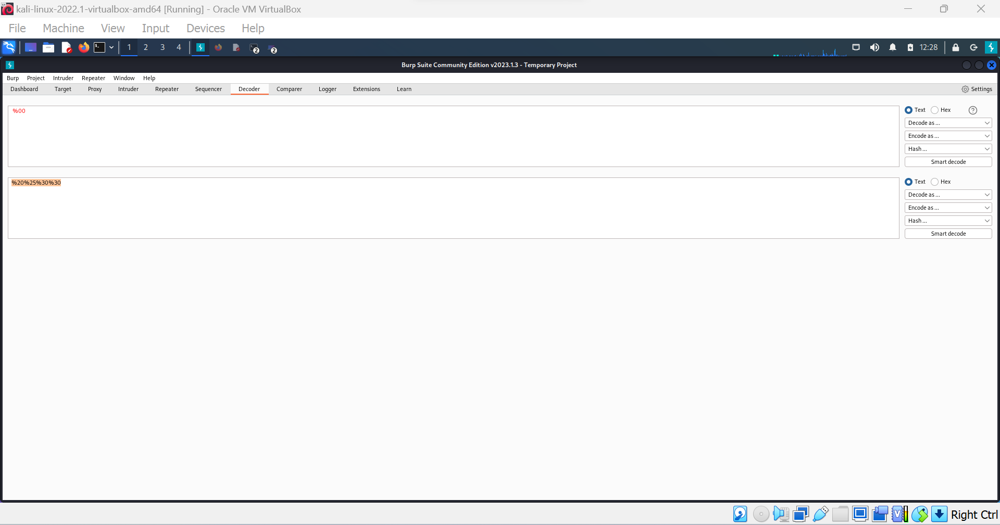 kali-linux-2022.1-virtualbox-amd64 [Running] - Oracle VM VirtualBox
File Machine View Input Devices Help
1 2 3 4 2 2 12:28
Burp Suite Community Edition v2023.1.3 - Temporary Project
Burp Project Intruder Repeater Window Help
Dashboard Target Proxy Intruder Repeater Sequencer Decoder Comparer Logger Extensions Learn Settings
%00
Text Hex ?
Decode as ...
Encode as ...
Hash ...
Smart decode
%20%25%30%30
Text Hex
Decode as ...
Encode as ...
Hash ...
Smart decode
Right Ctrl